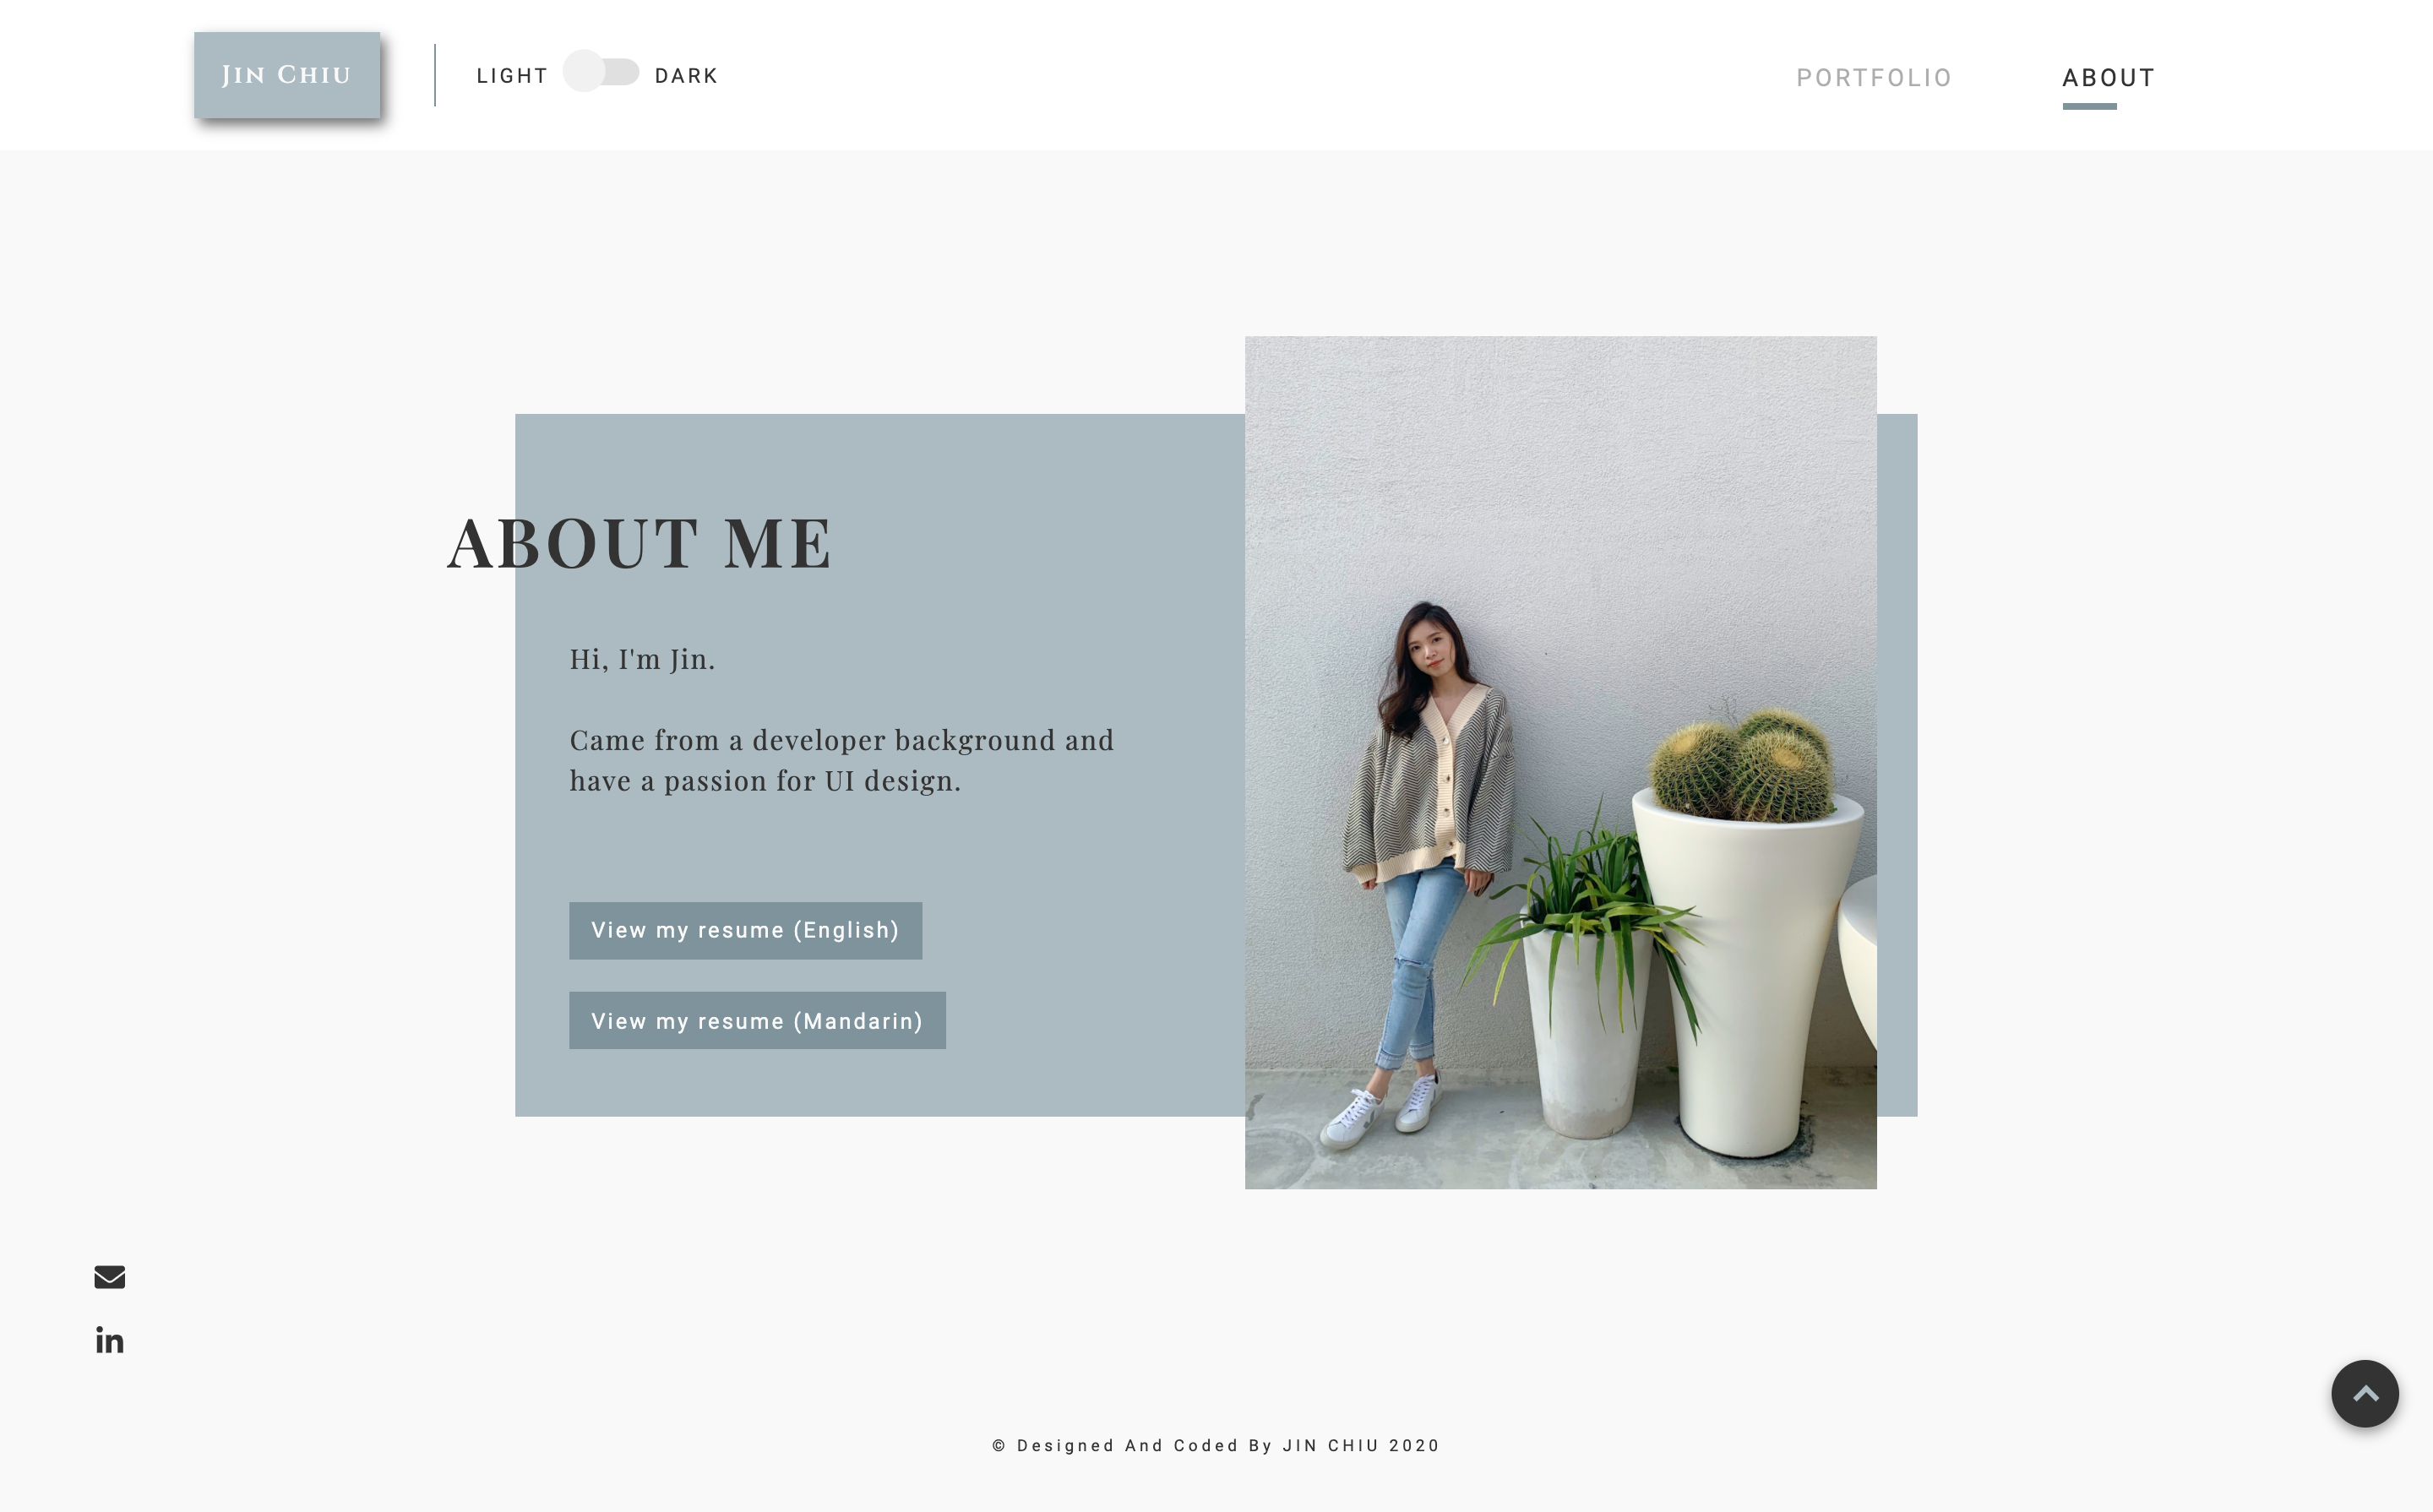 Jin Chiu
LIGHT
DARK
PORTFOLIO
ABOUT
ABOUT ME
Hi, I'm Jin.
Came from a developer background and
have a passion for UI design.
View my resume (English)
View my resume (Mandarin)
in
© Designed And Coded By JIN CHIU 2020